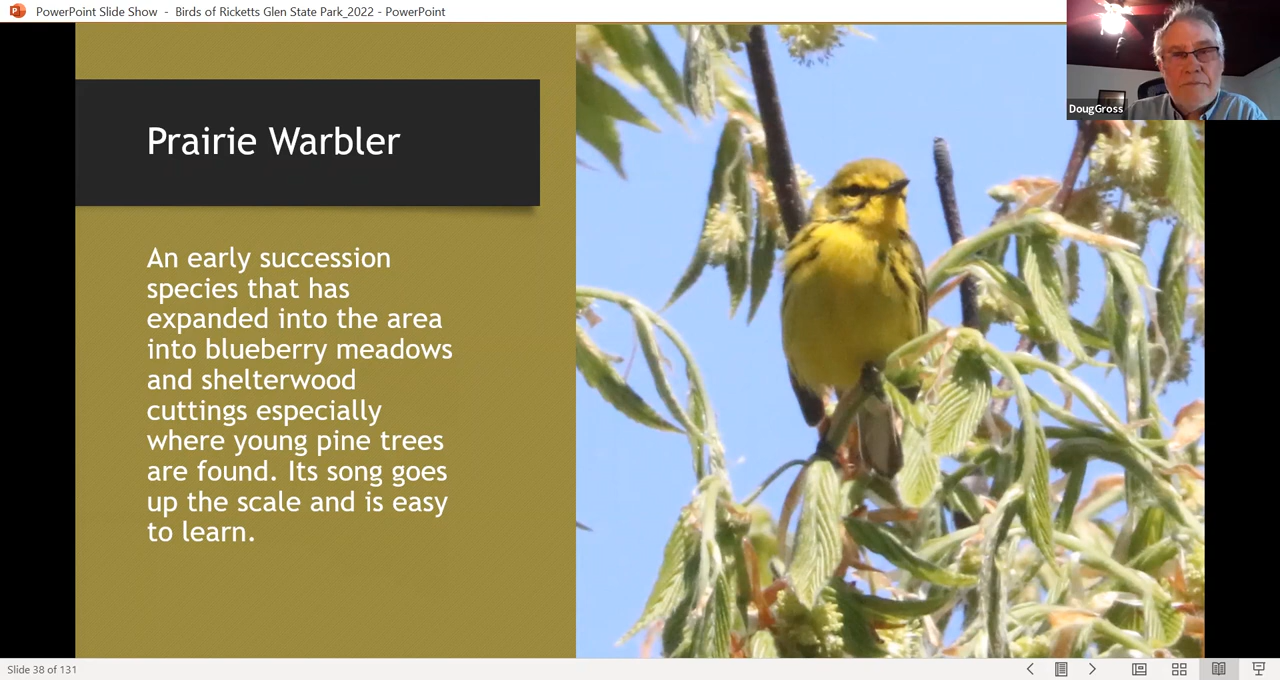 PowerPoint Slide Show - Birds of Ricketts Glen State Park_2022 - PowerPoint
DougGross
Prairie Warbler
An early succession
species that has
expanded into the area
into blueberry meadows
and shelterwood
cuttings especially
where young pine trees
are found. Its song goes
up the scale and is easy
to learn.
Slide 38 of 131